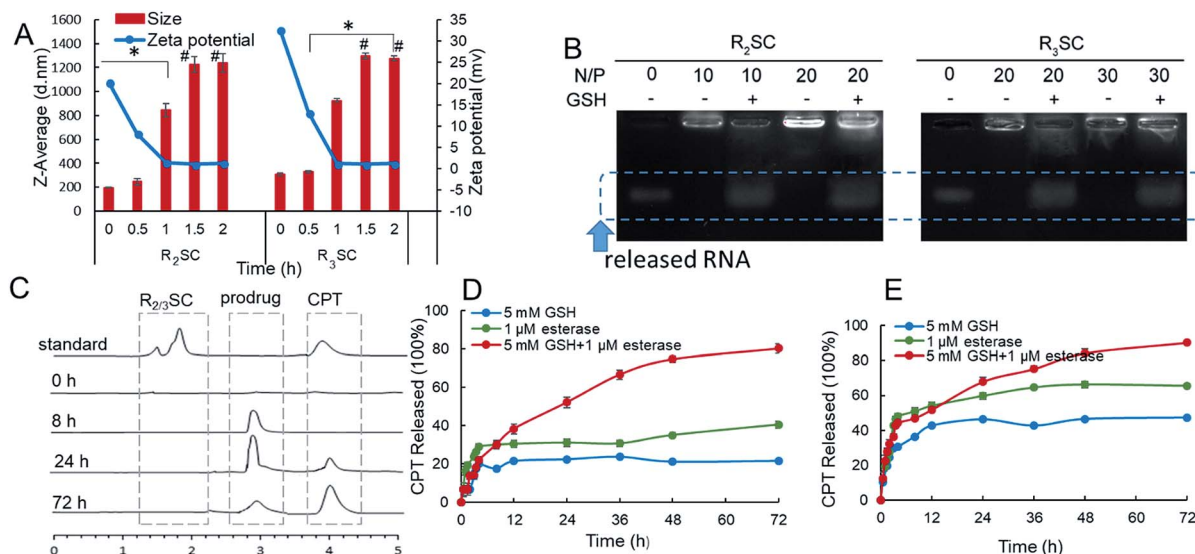 A
Size
Zeta potential
Z-Average (d.nm)
1600
1400
1200
1000
800
600
400
200
0.0
35
30
25
20
15
10
5
0
-5
-10
Zeta potential (mv)
*
#
#
*
#
#
0 0.5 1 1.5 2 0 0.5 1 1.5 2
R₂SC R₃SC
Time (h)
B
R₂SC R₃SC
N/P 0 10 10 20 20 0 20 20 30 30
GSH - - + - + - - + - +
released RNA
C
R₂/₃SC prodrug CPT
standard
0 h
8 h
24 h
72 h
0 1 2 3 4 5
D
CPT Released (100%)
100
80
60
40
20
0
5 mM GSH
1 μM esterase
5 mM GSH+1 μM esterase
0 12 24 36 48 60 72
Time (h)
E
CPT Released (100%)
100
80
60
40
20
0
5 mM GSH
1 μM esterase
5 mM GSH+1 μM esterase
0 12 24 36 48 60 72
Time (h)